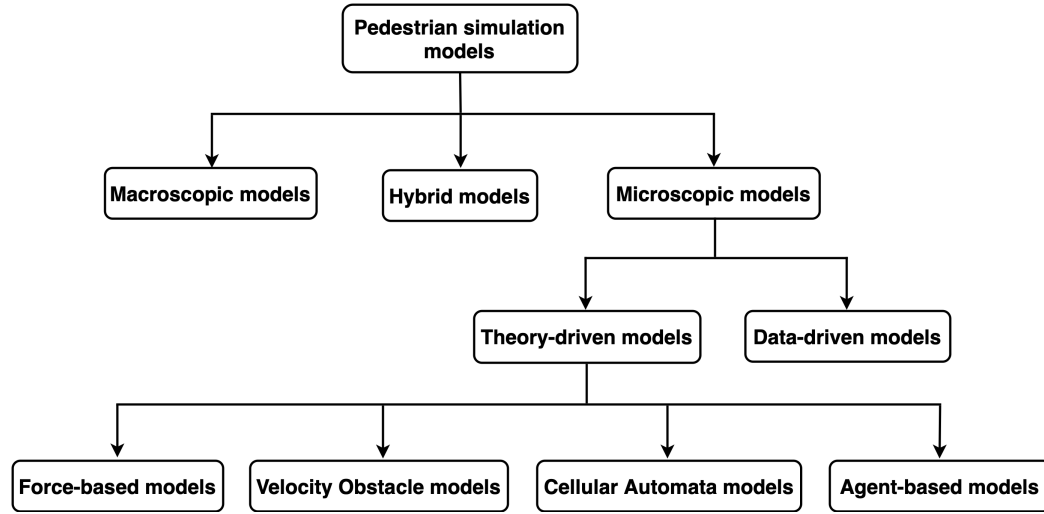 Pedestrian simulation
models
Macroscopic models
Hybrid models
Microscopic models
Theory-driven models
Data-driven models
Force-based models
Velocity Obstacle models
Cellular Automata models
Agent-based models